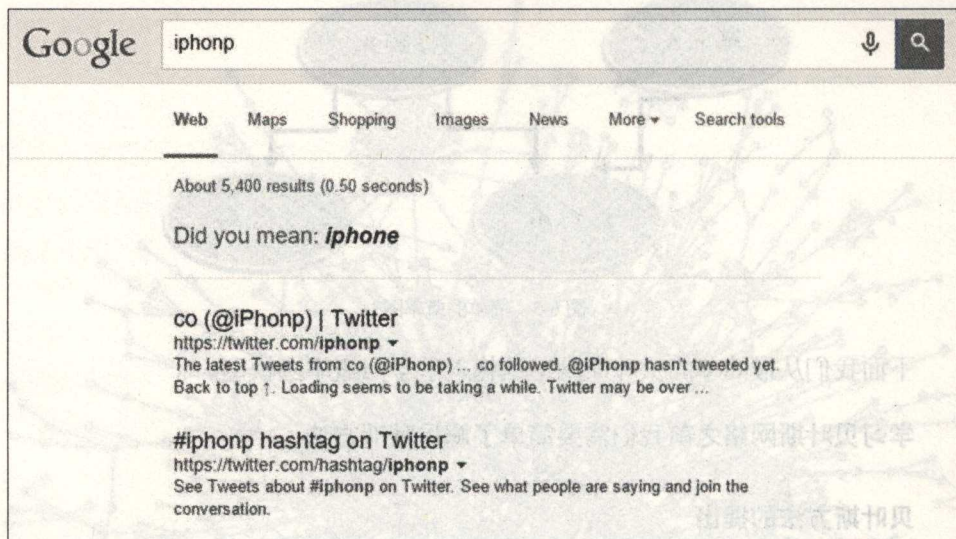 Google iphonp
Web Maps Shopping Images News More Search tools
About 5,400 results (0.50 seconds)
Did you mean: iphone
co (@iPhonp) | Twitter
https://twitter.com/iphonp
The latest Tweets from co (@iPhonp) ... co followed. @iPhonp hasn't tweeted yet.
Back to top ↑. Loading seems to be taking a while. Twitter may be over ...
#iphonp hashtag on Twitter
https://twitter.com/hashtag/iphonp
See Tweets about #iphonp on Twitter. See what people are saying and join the
conversation.